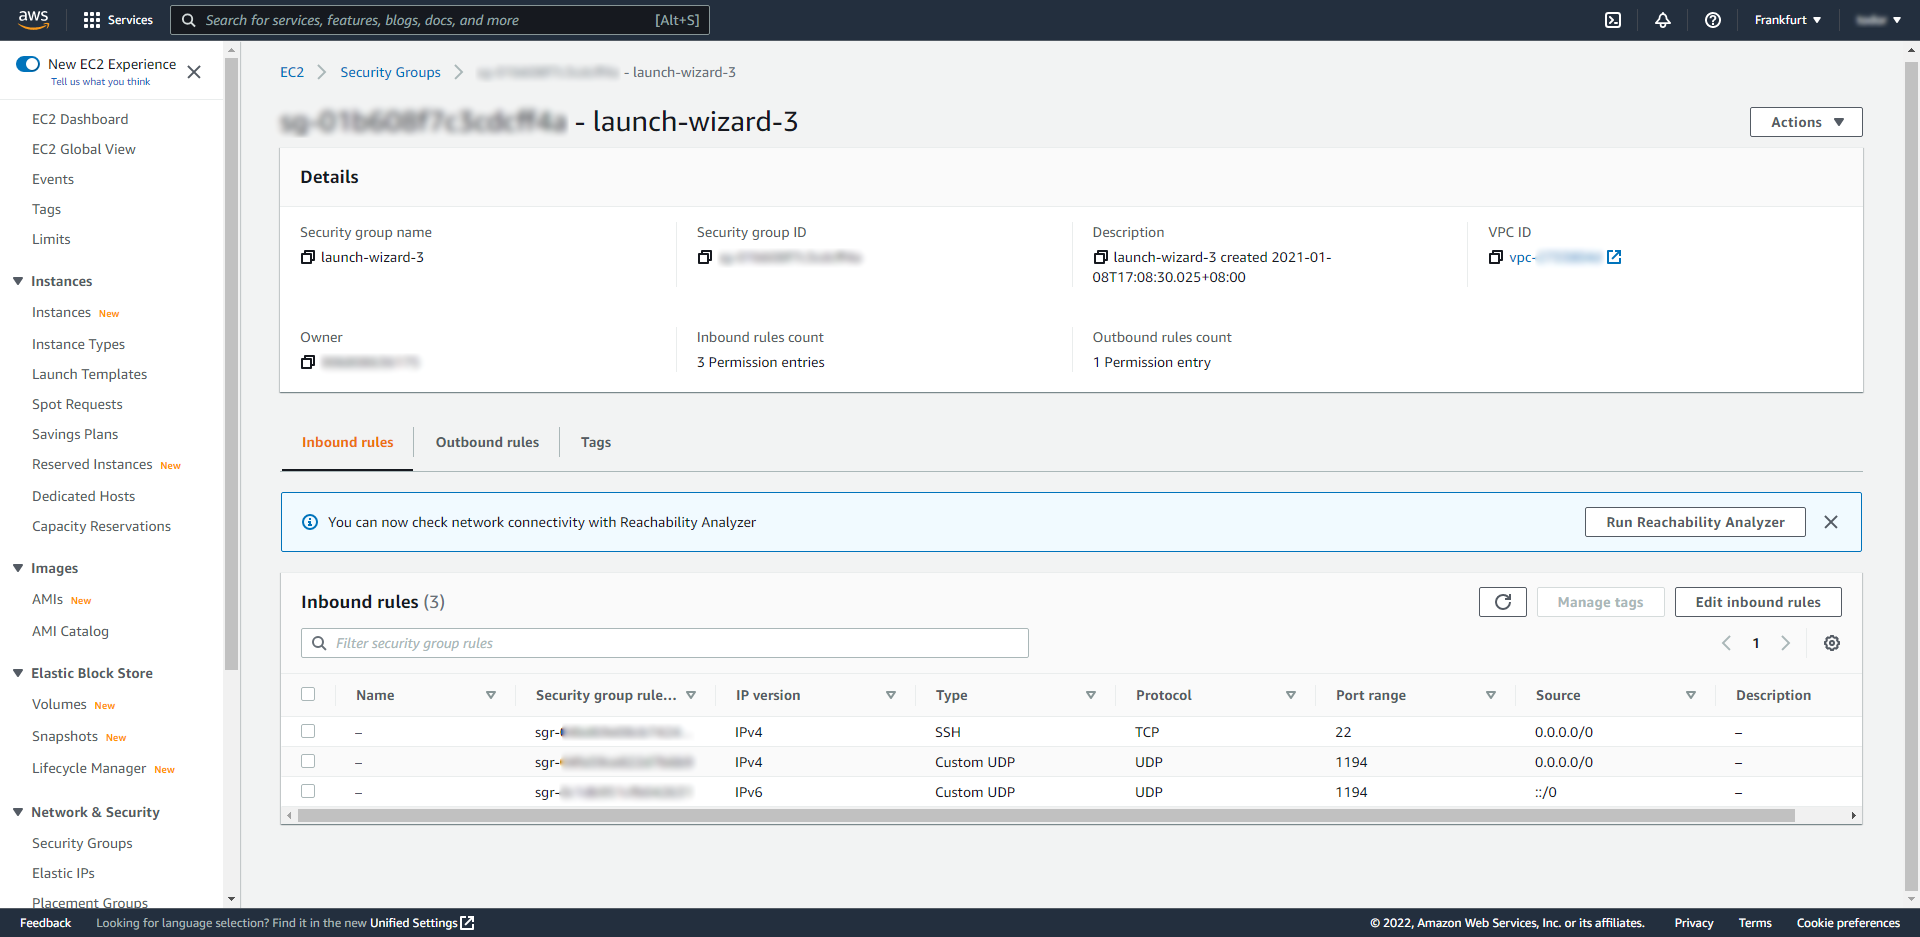 aws
Services
Search for services, features, blogs, docs, and more [Alt+S]
Frankfurt
New EC2 Experience
Tell us what you think
EC2 Dashboard
EC2 Global View
Events
Tags
Limits
Instances
Instances New
Instance Types
Launch Templates
Spot Requests
Savings Plans
Reserved Instances New
Dedicated Hosts
Capacity Reservations
Images
AMIs New
AMI Catalog
Elastic Block Store
Volumes New
Snapshots New
Lifecycle Manager New
Network & Security
Security Groups
Elastic IPs
Placement Groups
EC2 > Security Groups > - launch-wizard-3
- launch-wizard-3
Actions
Details
Security group name
launch-wizard-3
Security group ID
Description
launch-wizard-3 created 2021-01-
08T17:08:30.025+08:00
VPC ID
vpc-
Owner
Inbound rules count
3 Permission entries
Outbound rules count
1 Permission entry
Inbound rules
Outbound rules
Tags
You can now check network connectivity with Reachability Analyzer
Run Reachability Analyzer
Inbound rules (3)
Manage tags
Edit inbound rules
Filter security group rules
1
Name Security group rule... IP version Type Protocol Port range Source Description
– sgr- IPv4 SSH TCP 22 0.0.0.0/0 –
– sgr- IPv4 Custom UDP UDP 1194 0.0.0.0/0 –
– sgr- IPv6 Custom UDP UDP 1194 ::/0 –
Feedback
Looking for language selection? Find it in the new Unified Settings
© 2022, Amazon Web Services, Inc. or its affiliates.
Privacy
Terms
Cookie preferences